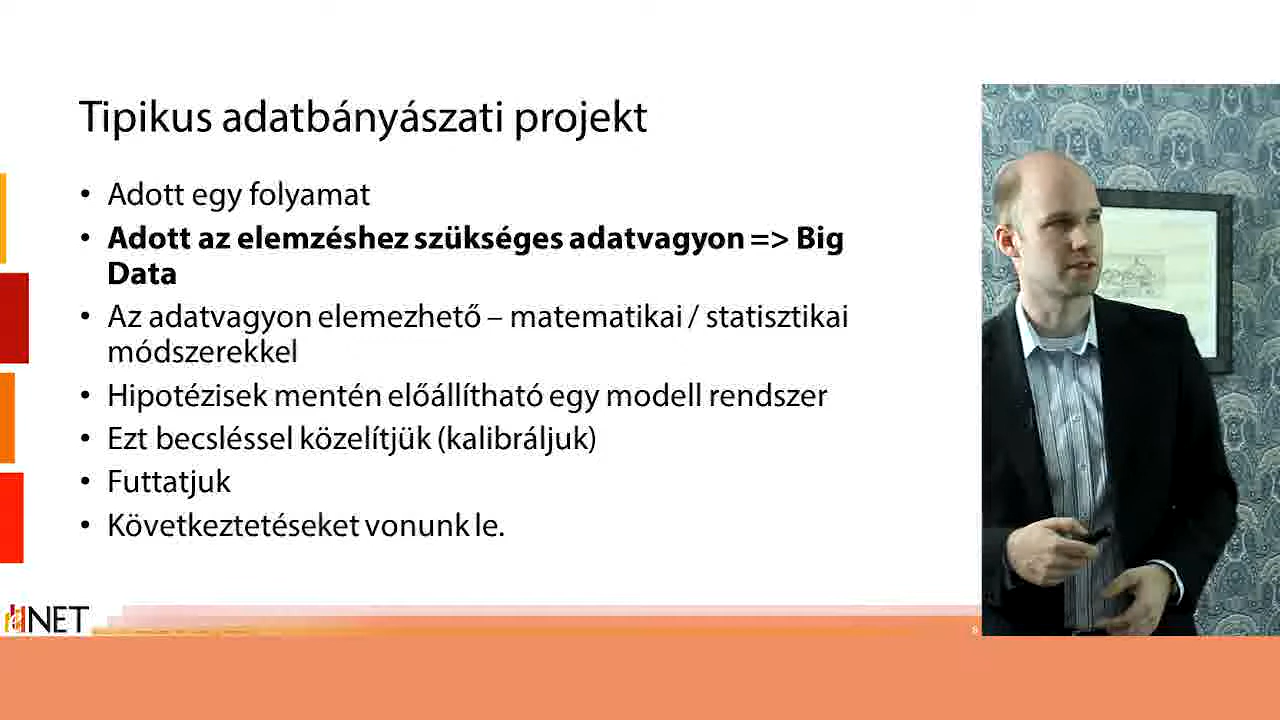 Tipikus adatbányászati projekt
• Adott egy folyamat
• Adott az elemzéshez szükséges adatvagyon => Big
Data
• Az adatvagyon elemezhető – matematikai / statisztikai
módszerekkel
• Hipotézisek mentén előállítható egy modell rendszer
• Ezt becsléssel közelítjük (kalibráljuk)
• Futtatjuk
• Következtetéseket vonunk le.
NET